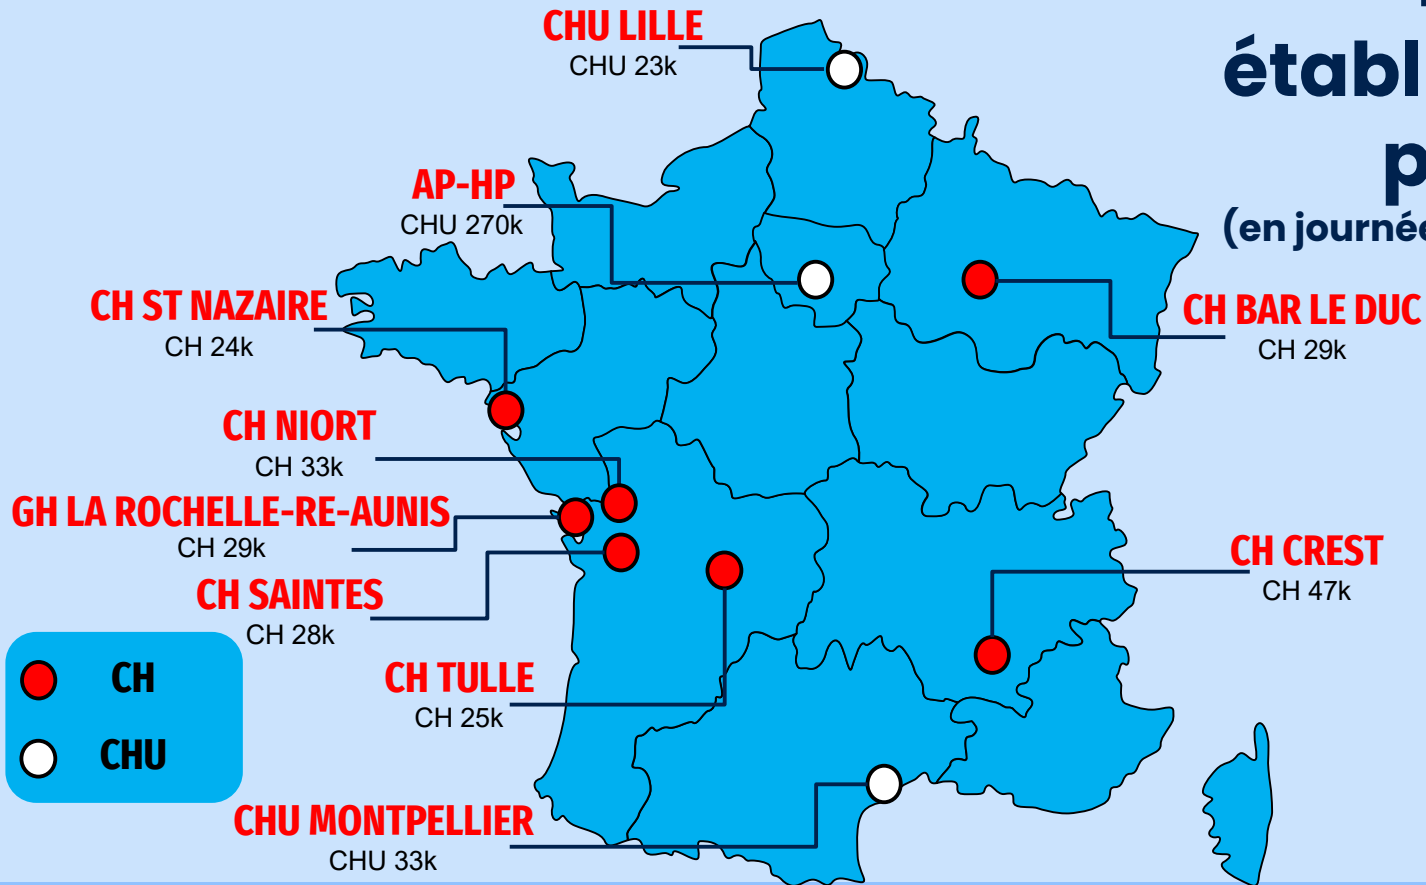 CHU LILLE
CHU 23k
établ
p
(en journée
AP-HP
CHU 270k
CH ST NAZAIRE
CH 24k
CH BAR LE DUC
CH 29k
CH NIORT
CH 33k
GH LA ROCHELLE-RE-AUNIS
CH 29k
CH SAINTES
CH 28k
CH CREST
CH 47k
CH
CHU
CH TULLE
CH 25k
CHU MONTPELLIER
CHU 33k